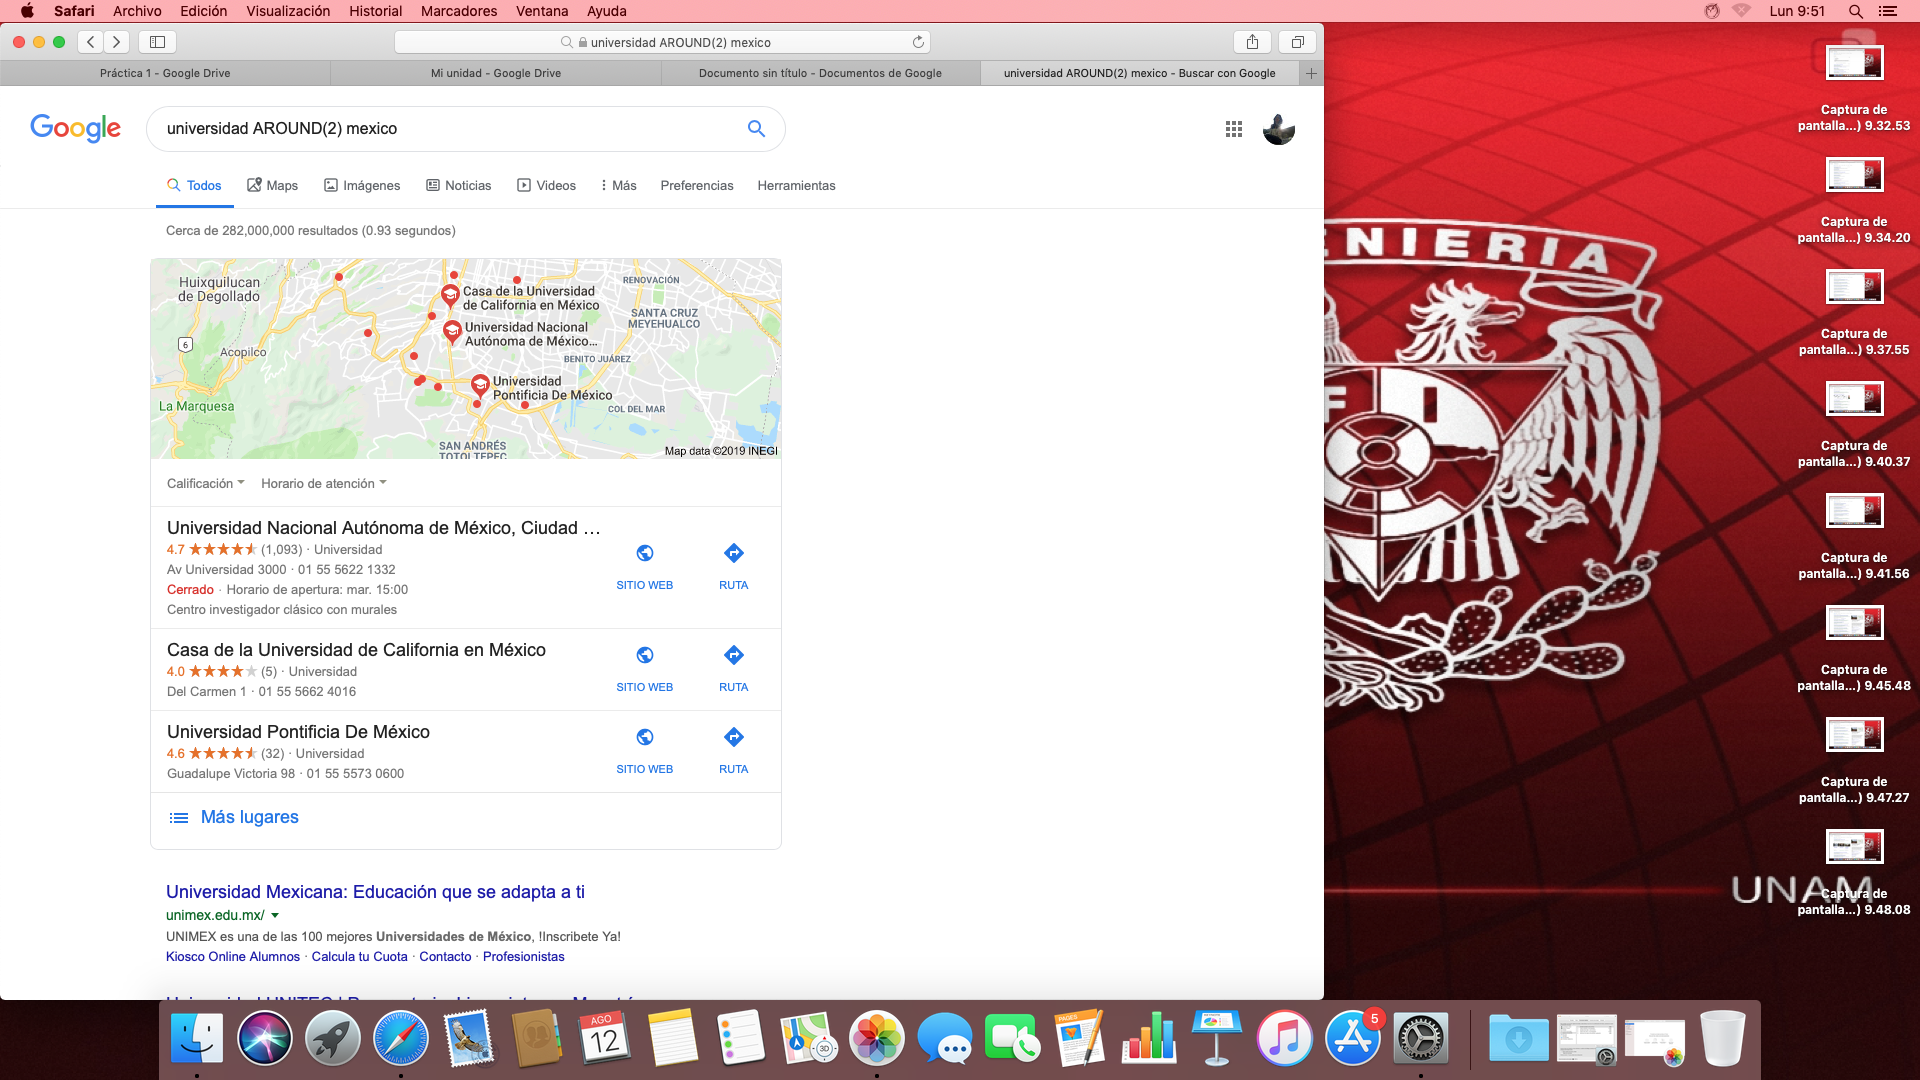 Safari Archivo Edición Visualización Historial Marcadores Ventana Ayuda Lun 9:51
universidad AROUND(2) mexico
Práctica 1 - Google Drive Mi unidad - Google Drive Documento sin título - Documentos de Google universidad AROUND(2) mexico - Buscar con Google
Google universidad AROUND(2) mexico
Todos Maps Imágenes Noticias Videos Más Preferencias Herramientas
Cerca de 282,000,000 resultados (0.93 segundos)
Huixquilucan
de Degollado
6
Acopilco
La Marquesa
Casa de la Universidad
de California en México
Universidad Nacional
Autónoma de México...
Universidad
Pontificia De México
RENOVACIÓN
SANTA CRUZ
MEYEHUALCO
BENITO JUÁREZ
COL DEL MAR
SAN ANDRÉS
TOTOLTEPEC
Map data ©2019 INEGI
Calificación Horario de atención
Universidad Nacional Autónoma de México, Ciudad ...
4.7 (1,093) · Universidad
Av Universidad 3000 · 01 55 5622 1332
Cerrado · Horario de apertura: mar. 15:00
Centro investigador clásico con murales
SITIO WEB RUTA
Casa de la Universidad de California en México
4.0 (5) · Universidad
Del Carmen 1 · 01 55 5662 4016
SITIO WEB RUTA
Universidad Pontificia De México
4.6 (32) · Universidad
Guadalupe Victoria 98 · 01 55 5573 0600
SITIO WEB RUTA
Más lugares
Universidad Mexicana: Educación que se adapta a ti
unimex.edu.mx/
UNIMEX es una de las 100 mejores Universidades de México, !Inscribete Ya!
Kiosco Online Alumnos · Calcula tu Cuota · Contacto · Profesionistas
NIERIA
UNAM
Captura de
pantalla...) 9.32.53
Captura de
pantalla...) 9.34.20
Captura de
pantalla...) 9.37.55
Captura de
pantalla...) 9.40.37
Captura de
pantalla...) 9.41.56
Captura de
pantalla...) 9.45.48
Captura de
pantalla...) 9.47.27
Captura de
pantalla...) 9.48.08
AGO
12
PAGES
5